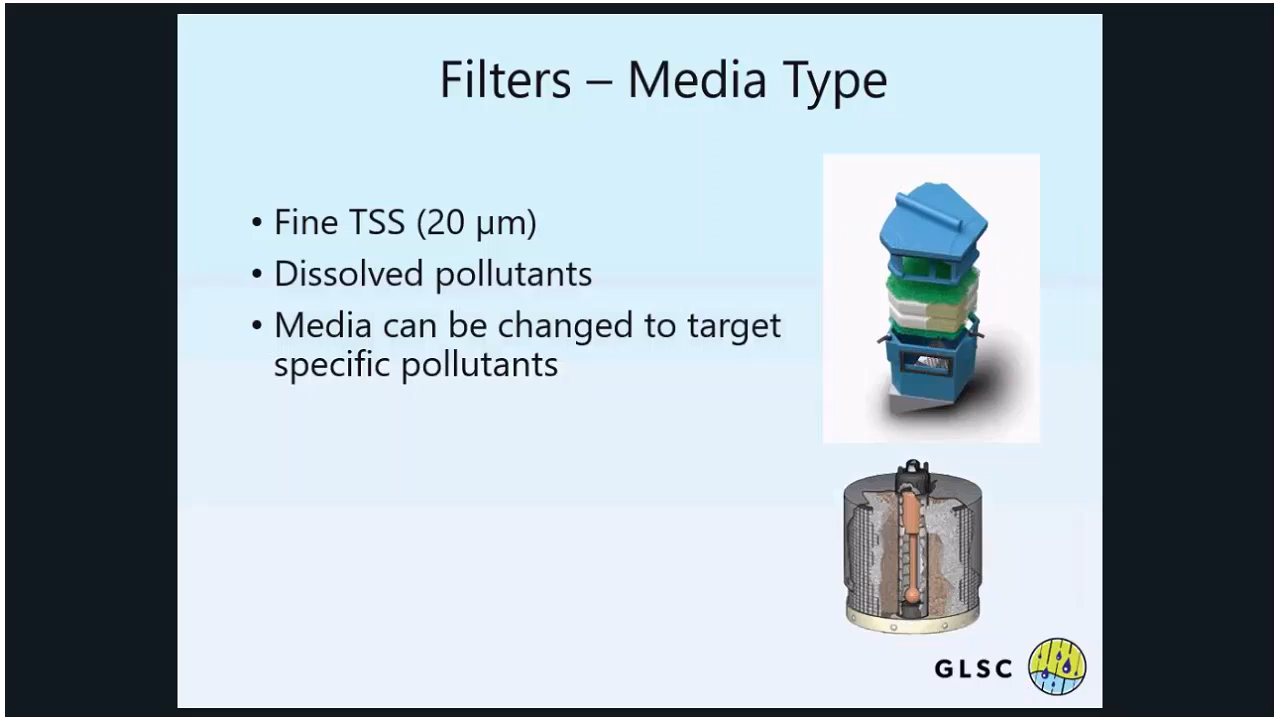 Filters – Media Type
• Fine TSS (20 µm)
• Dissolved pollutants
• Media can be changed to target
specific pollutants
GLSC